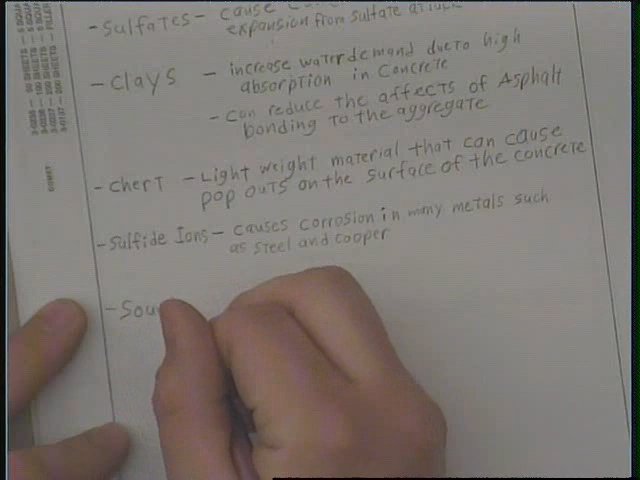 - Sulfates - cause
expansion from sulfate attack
- Clays - increase water demand due to high
absorption in Concrete
- can reduce the affects of Asphalt
bonding to the aggregate
- Chert - Light weight material that can cause
pop outs on the surface of the concrete
- Sulfide Ions - causes corrosion in many metals such
as steel and cooper
- Sou